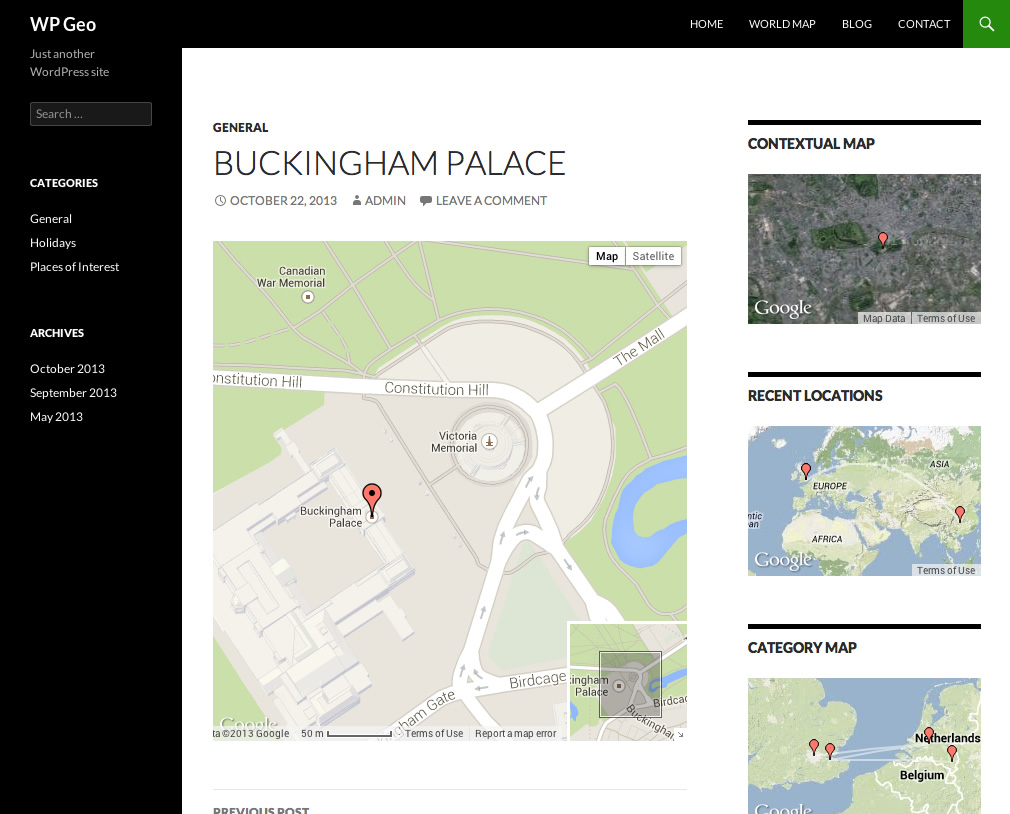 WP Geo
Just another
WordPress site
Search ...
CATEGORIES
General
Holidays
Places of Interest
ARCHIVES
October 2013
September 2013
May 2013
HOME WORLD MAP BLOG CONTACT
GENERAL
BUCKINGHAM PALACE
OCTOBER 22, 2013 ADMIN LEAVE A COMMENT
Map Satellite
Canadian
War Memorial
The Mall
onstitution Hill
Constitution Hill
Victoria
Memorial
Buckingham
Palace
Birdcage
ngham Gate
Google
ta ©2013 Google 50 m Terms of Use Report a map error
kingham
Palace
Birdcag
Buckingha
PREVIOUS POST
CONTEXTUAL MAP
Google
Map Data Terms of Use
RECENT LOCATIONS
ASIA
EUROPE
ntic
an
AFRICA
Google
Terms of Use
CATEGORY MAP
Netherlands
Belgium
Google